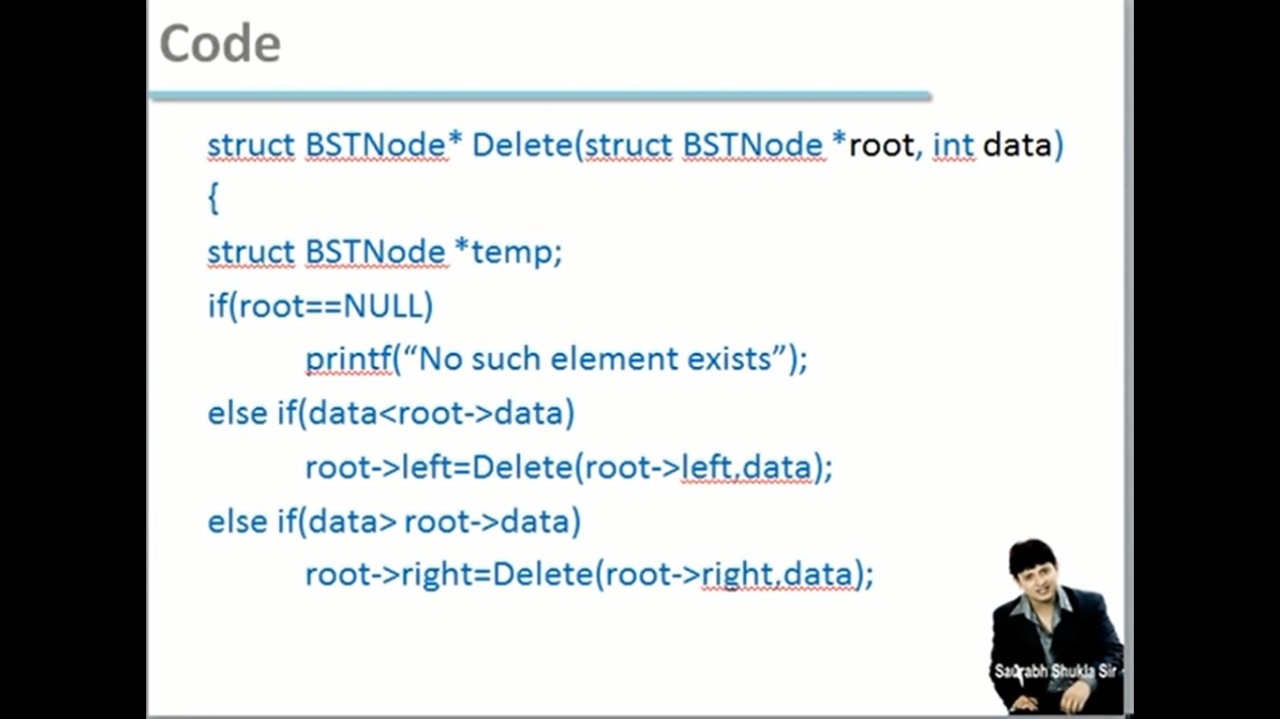 Code
struct BSTNode* Delete(struct BSTNode *root, int data)
{
struct BSTNode *temp;
if(root==NULL)
printf(“No such element exists”);
else if(data<root->data)
root->left=Delete(root->left,data);
else if(data> root->data)
root->right=Delete(root->right,data);
Saurabh Shukla Sir